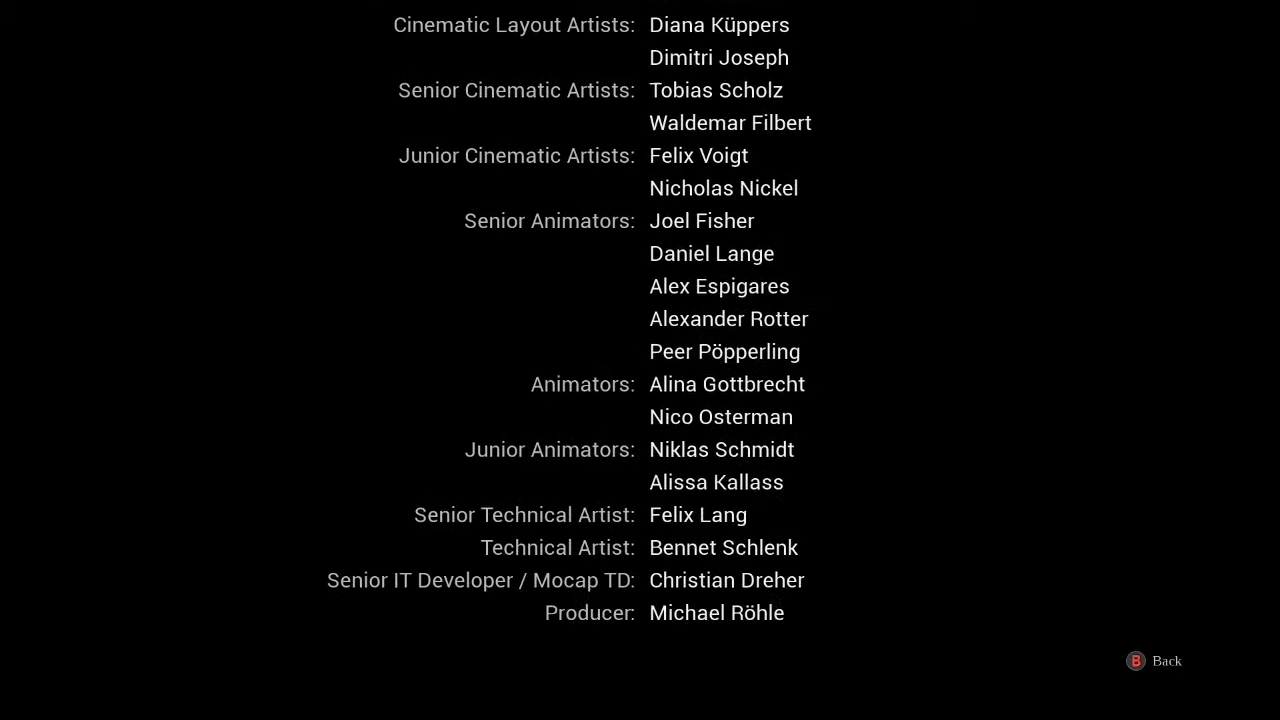 Cinematic Layout Artists: Diana Küppers
Dimitri Joseph
Senior Cinematic Artists: Tobias Scholz
Waldemar Filbert
Junior Cinematic Artists: Felix Voigt
Nicholas Nickel
Senior Animators: Joel Fisher
Daniel Lange
Alex Espigares
Alexander Rotter
Peer Pöpperling
Animators: Alina Gottbrecht
Nico Osterman
Junior Animators: Niklas Schmidt
Alissa Kallass
Senior Technical Artist: Felix Lang
Technical Artist: Bennet Schlenk
Senior IT Developer / Mocap TD: Christian Dreher
Producer: Michael Röhle
B Back